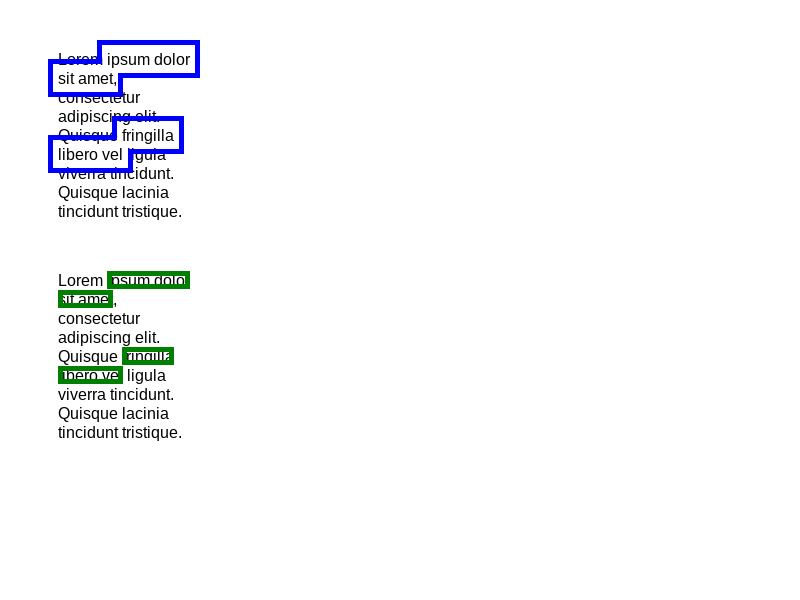 Lorem ipsum dolor
sit amet,
consectetur
adipiscing elit.
Quisque fringilla
libero vel ligula
viverra tincidunt.
Quisque lacinia
tincidunt tristique.
Lorem ipsum dolor
sit amet,
consectetur
adipiscing elit.
Quisque fringilla
libero vel ligula
viverra tincidunt.
Quisque lacinia
tincidunt tristique.